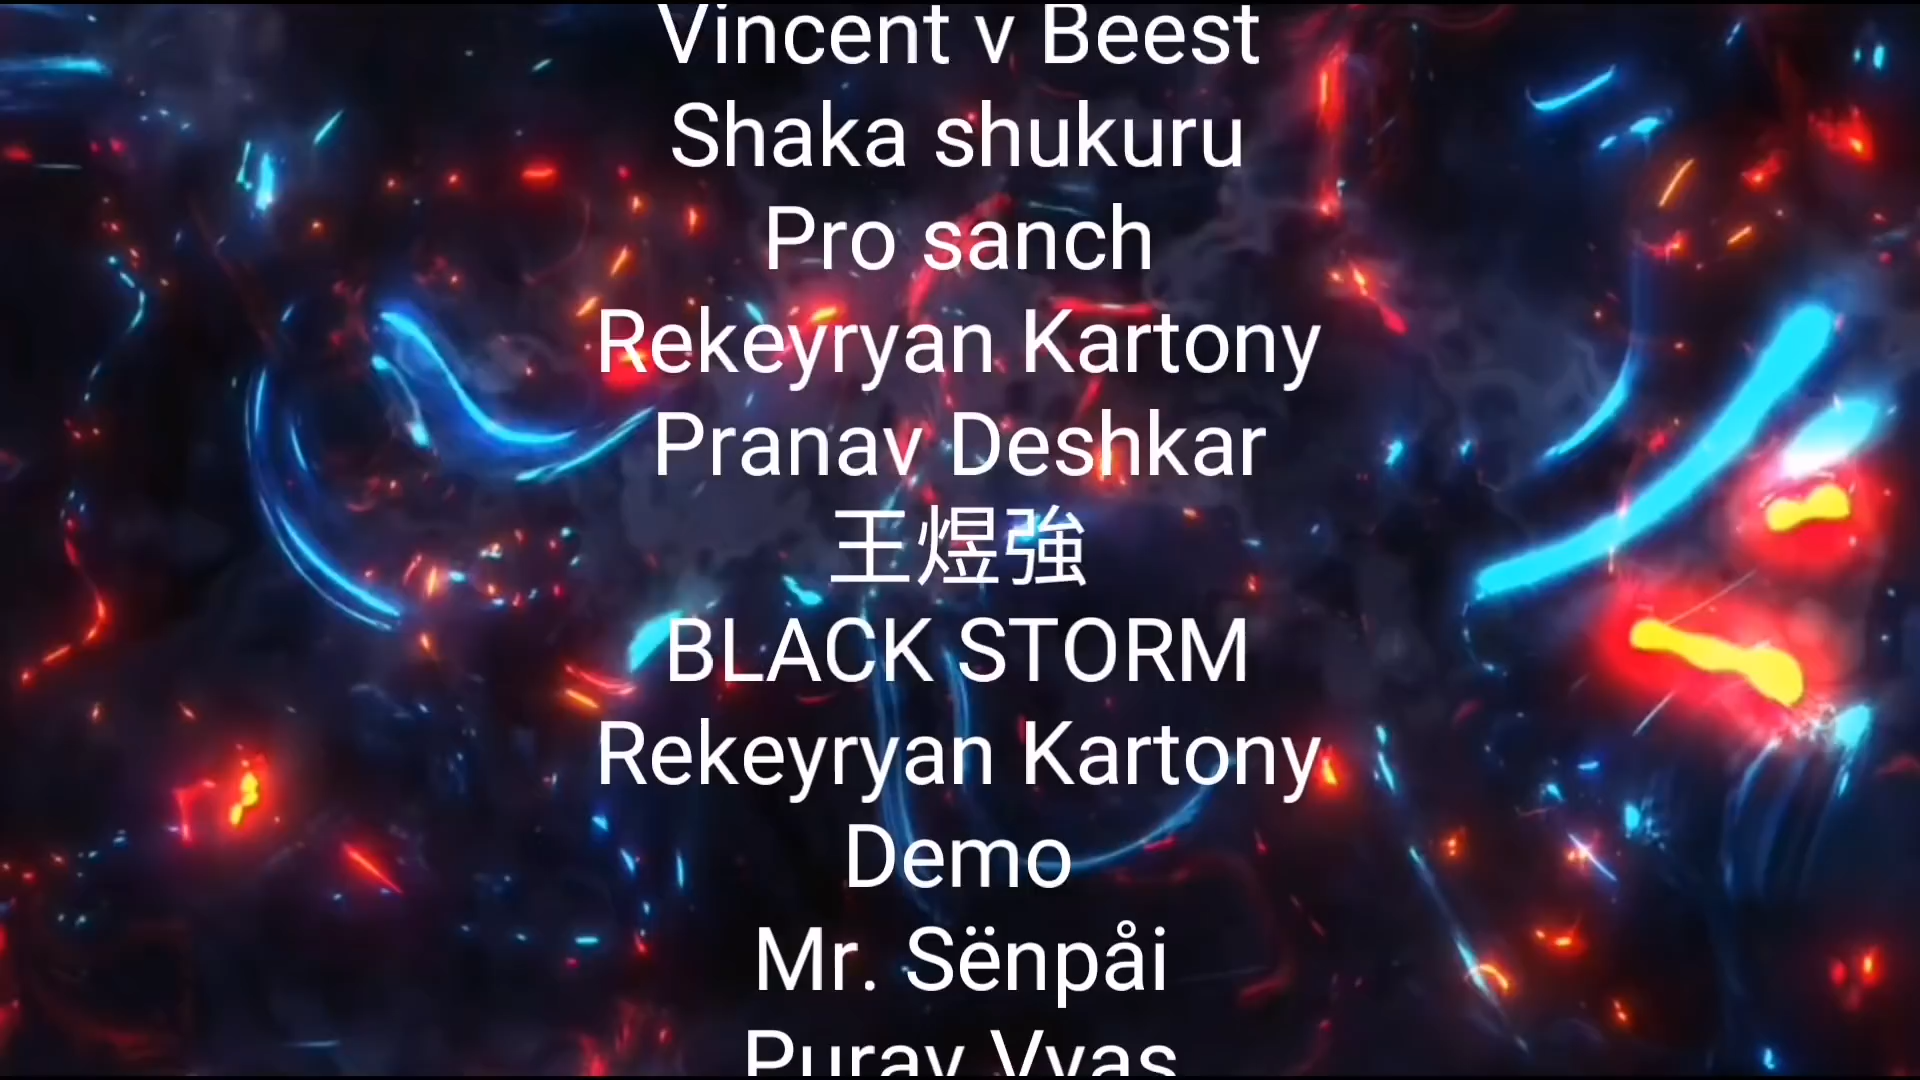 Vincent v Beest
Shaka shukuru
Pro sanch
Rekeyryan Kartony
Pranav Deshkar
王煜強
BLACK STORM
Rekeyryan Kartony
Demo
Mr. Sënpåi
Purav Vyas